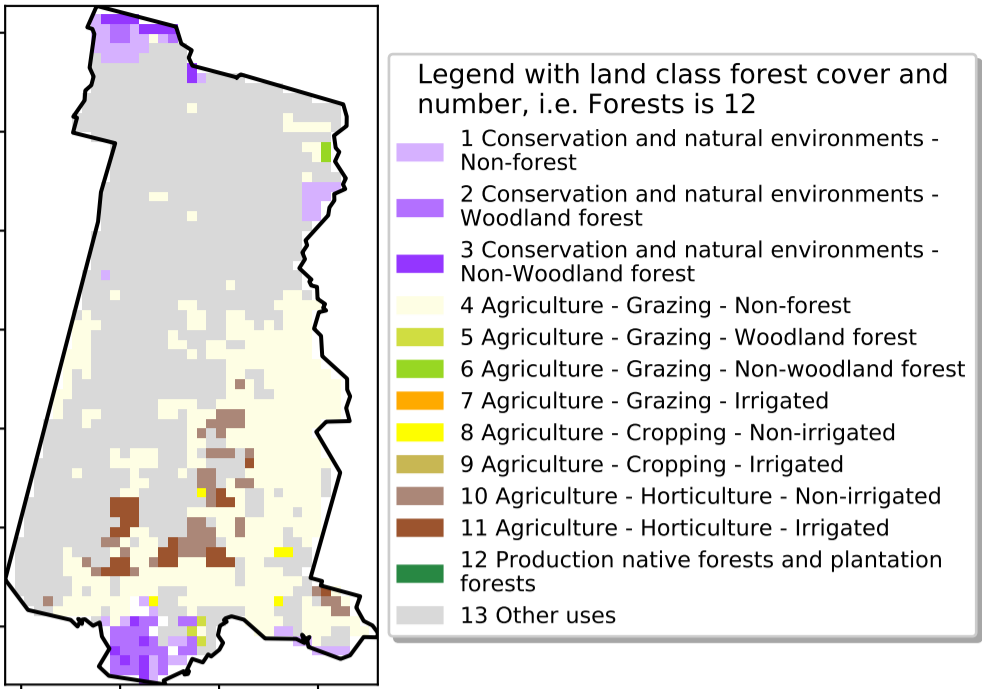 Legend with land class forest cover and
number, i.e. Forests is 12
1 Conservation and natural environments -
Non-forest
2 Conservation and natural environments -
Woodland forest
3 Conservation and natural environments -
Non-Woodland forest
4 Agriculture - Grazing - Non-forest
5 Agriculture - Grazing - Woodland forest
6 Agriculture - Grazing - Non-woodland forest
7 Agriculture - Grazing - Irrigated
8 Agriculture - Cropping - Non-irrigated
9 Agriculture - Cropping - Irrigated
10 Agriculture - Horticulture - Non-irrigated
11 Agriculture - Horticulture - Irrigated
12 Production native forests and plantation
forests
13 Other uses